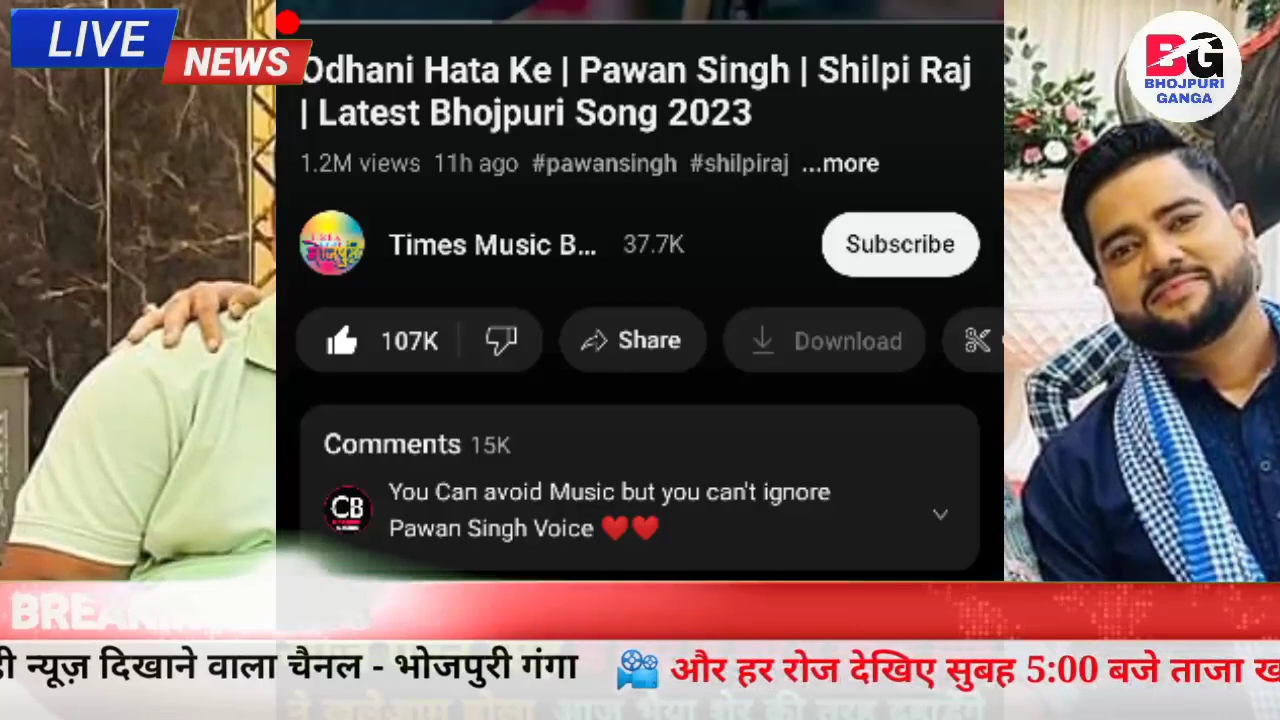 LIVE
NEWS
BG
BHOJPURI
GANGA
Odhani Hata Ke | Pawan Singh | Shilpi Raj
| Latest Bhojpuri Song 2023
1.2M views 11h ago #pawansingh #shilpiraj ...more
Times Music B... 37.7K Subscribe
107K Share Download
Comments 15K
CB
You Can avoid Music but you can't ignore
Pawan Singh Voice ❤️❤️
न्यूज़ दिखाने वाला चैनल - भोजपुरी गंगा 🎥 और हर रोज देखिए सुबह 5:00 बजे ताजा